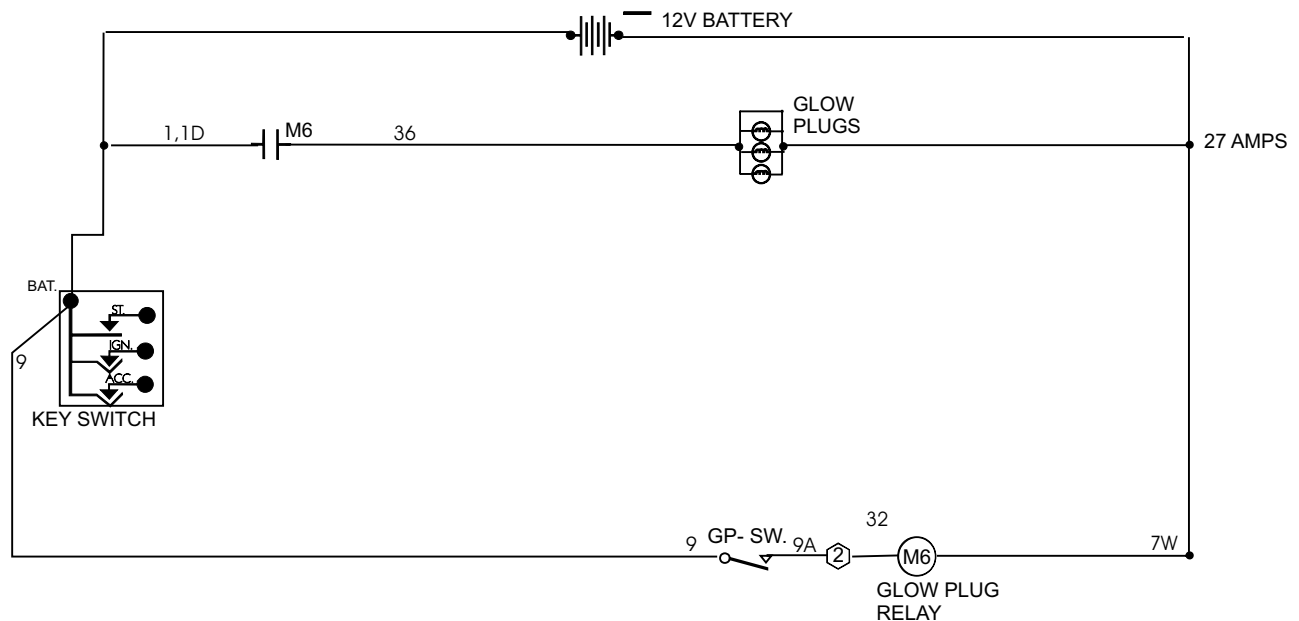 12V BATTERY
GLOW
PLUGS
1,1D
M6
36
27 AMPS
BAT.
ST.
IGN.
ACC.
9
KEY SWITCH
32
9
GP- SW.
9A
2
M6
7W
GLOW PLUG
RELAY